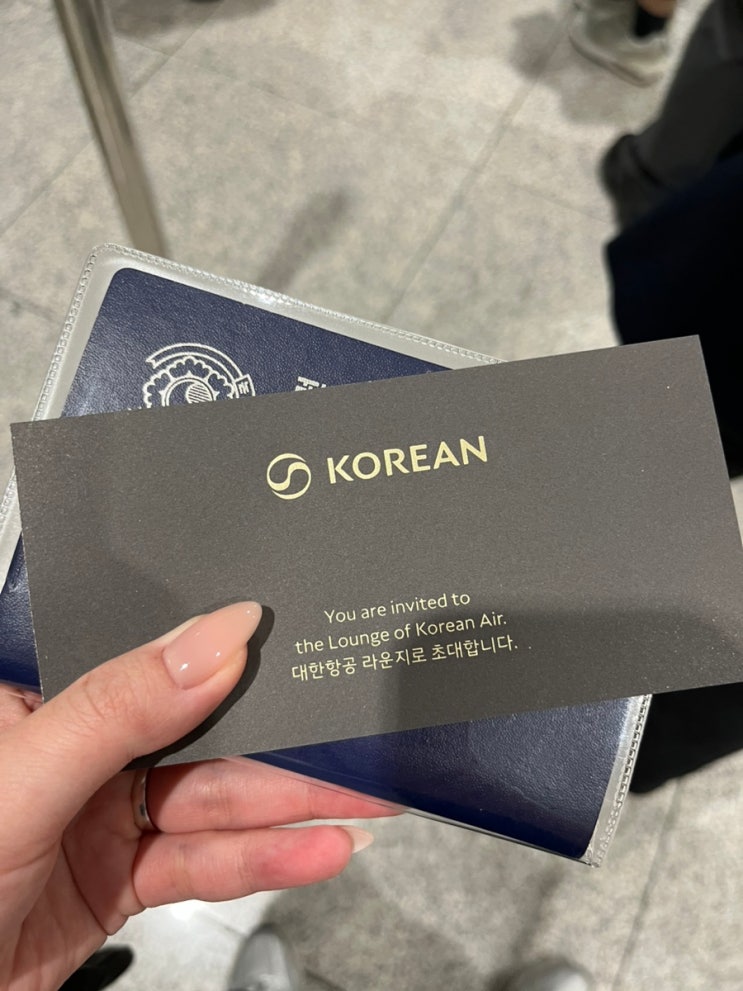 KOREAN
You are invited to
the Lounge of Korean Air.
대한항공 라운지로 초대합니다.